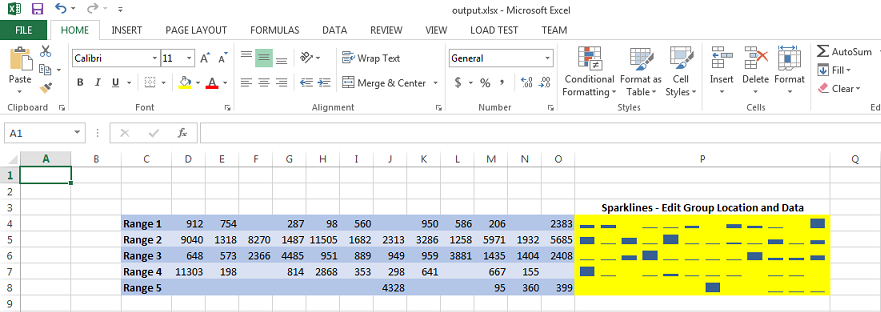 output.xlsx - Microsoft Excel
FILE HOME INSERT PAGE LAYOUT FORMULAS DATA REVIEW VIEW LOAD TEST TEAM
Calibri 11 A A Wrap Text General AutoSum
Paste B I U A Merge & Center $ % , Conditional Formatting Format as Table Cell Styles Insert Delete Format Fill
Clear
Clipboard Font Alignment Number Styles Cells Ed
A1 fx
A B C D E F G H I J K L M N O P Q
1
2
3 Sparklines - Edit Group Location and Data
4 Range 1 912 754 287 98 560 950 586 206 2383
5 Range 2 9040 1318 8270 1487 11505 1682 2313 3286 1258 5971 1932 5685
6 Range 3 648 573 2366 4485 951 889 949 959 3881 1435 1404 2408
7 Range 4 11303 198 814 2868 353 298 641 667 155
8 Range 5 4328 95 360 399
9